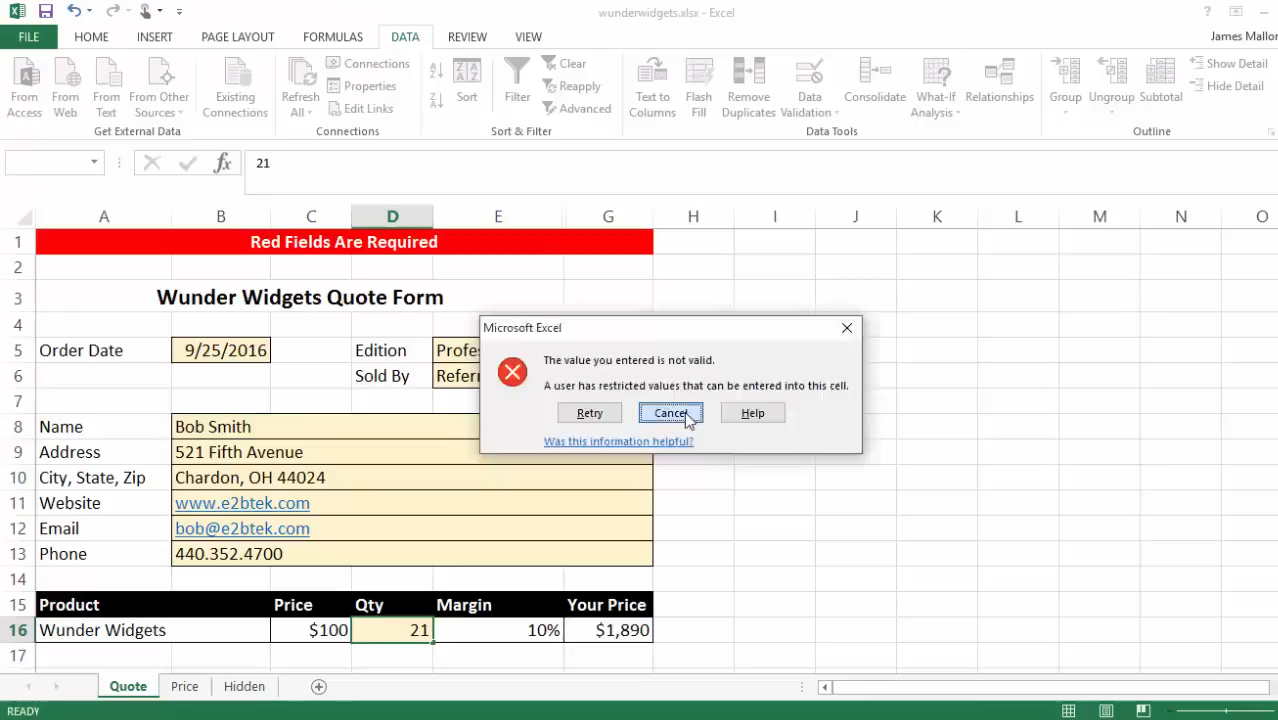 wunderwidgets.xlsx - Excel
FILE HOME INSERT PAGE LAYOUT FORMULAS DATA REVIEW VIEW
James Mallor
From Access
From Web
From Text
From Other Sources
Existing Connections
Get External Data
Refresh All
Connections
Properties
Edit Links
Connections
Sort
Filter
Clear
Reapply
Advanced
Sort & Filter
Text to Columns
Flash Fill
Remove Duplicates
Data Validation
Consolidate
What-If Analysis
Relationships
Data Tools
Group
Ungroup
Subtotal
Show Detail
Hide Detail
Outline
fx 21
A B C D E G H I J K L M N O
1 Red Fields Are Required
2
3 Wunder Widgets Quote Form
4
5 Order Date 9/25/2016 Edition Profes
6 Sold By Referr
7
8 Name Bob Smith
9 Address 521 Fifth Avenue
10 City, State, Zip Chardon, OH 44024
11 Website www.e2btek.com
12 Email bob@e2btek.com
13 Phone 440.352.4700
14
15 Product Price Qty Margin Your Price
16 Wunder Widgets $100 21 10% $1,890
17
Microsoft Excel
The value you entered is not valid.
A user has restricted values that can be entered into this cell.
Retry Cancel Help
Was this information helpful?
Quote Price Hidden
READY